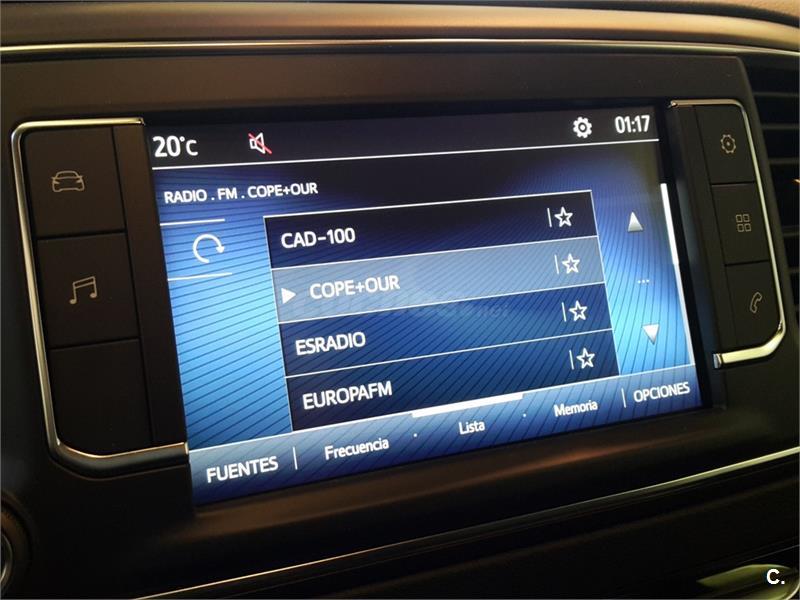 20°C
01:17
RADIO . FM . COPE+OUR
CAD-100
COPE+OUR
ESRADIO
EUROPAFM
FUENTES
Frecuencia
Lista
Memoria
OPCIONES
C.